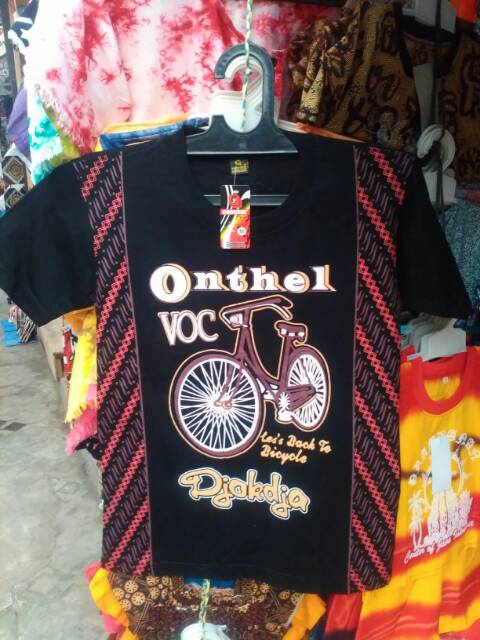 Onthel
VOC
Let's Back To
Bicycle
Djokdja